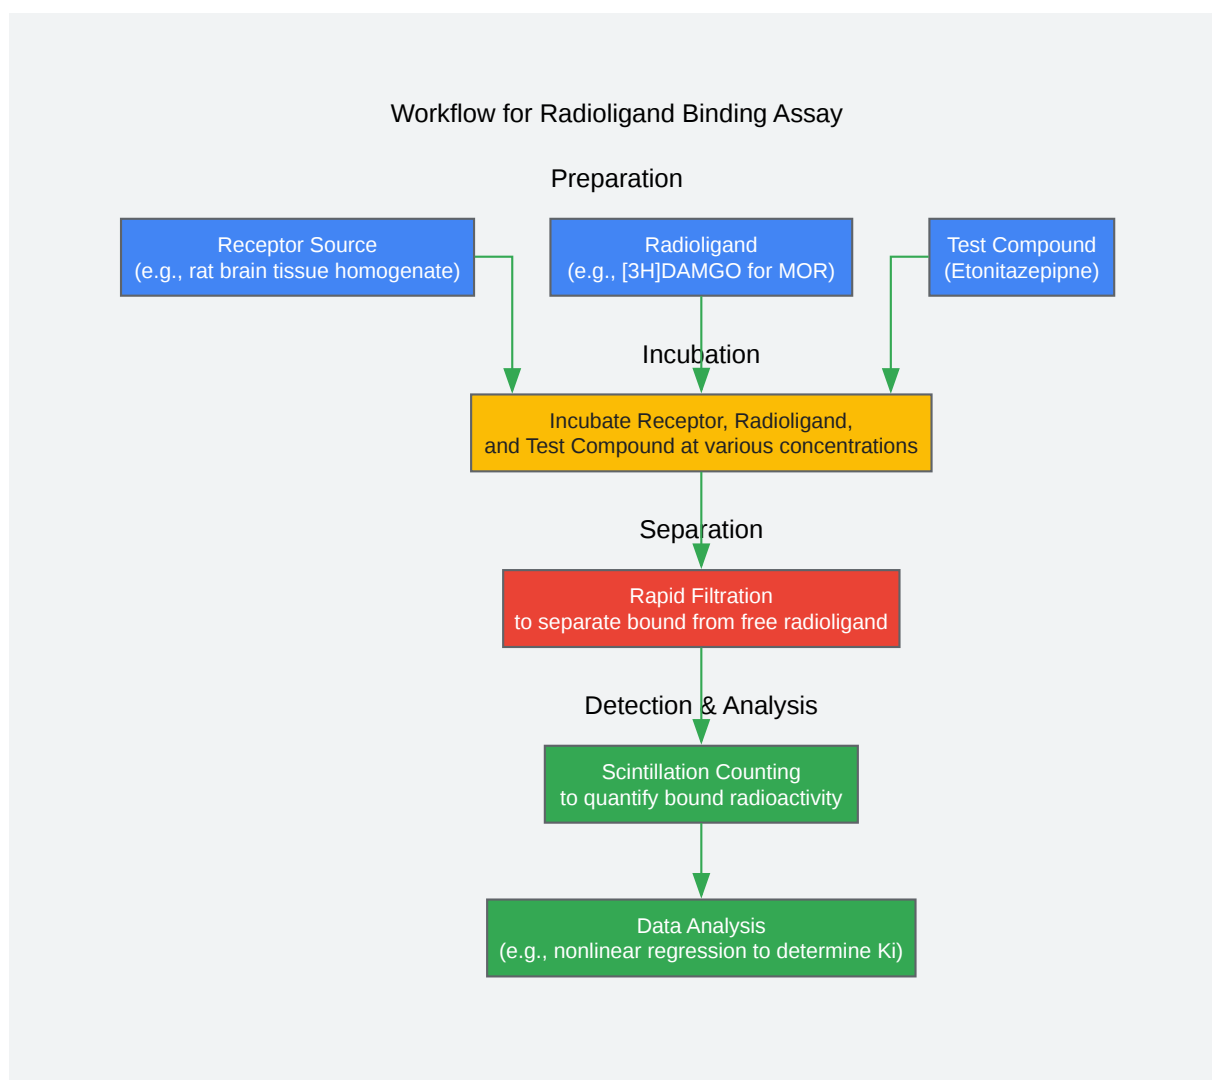 Workflow for Radioligand Binding Assay
Preparation
Receptor Source
(e.g., rat brain tissue homogenate)
Radioligand
(e.g., [3H]DAMGO for MOR)
Test Compound
(Etonitazepipne)
Incubation
Incubate Receptor, Radioligand,
and Test Compound at various concentrations
Separation
Rapid Filtration
to separate bound from free radioligand
Detection & Analysis
Scintillation Counting
to quantify bound radioactivity
Data Analysis
(e.g., nonlinear regression to determine Ki)